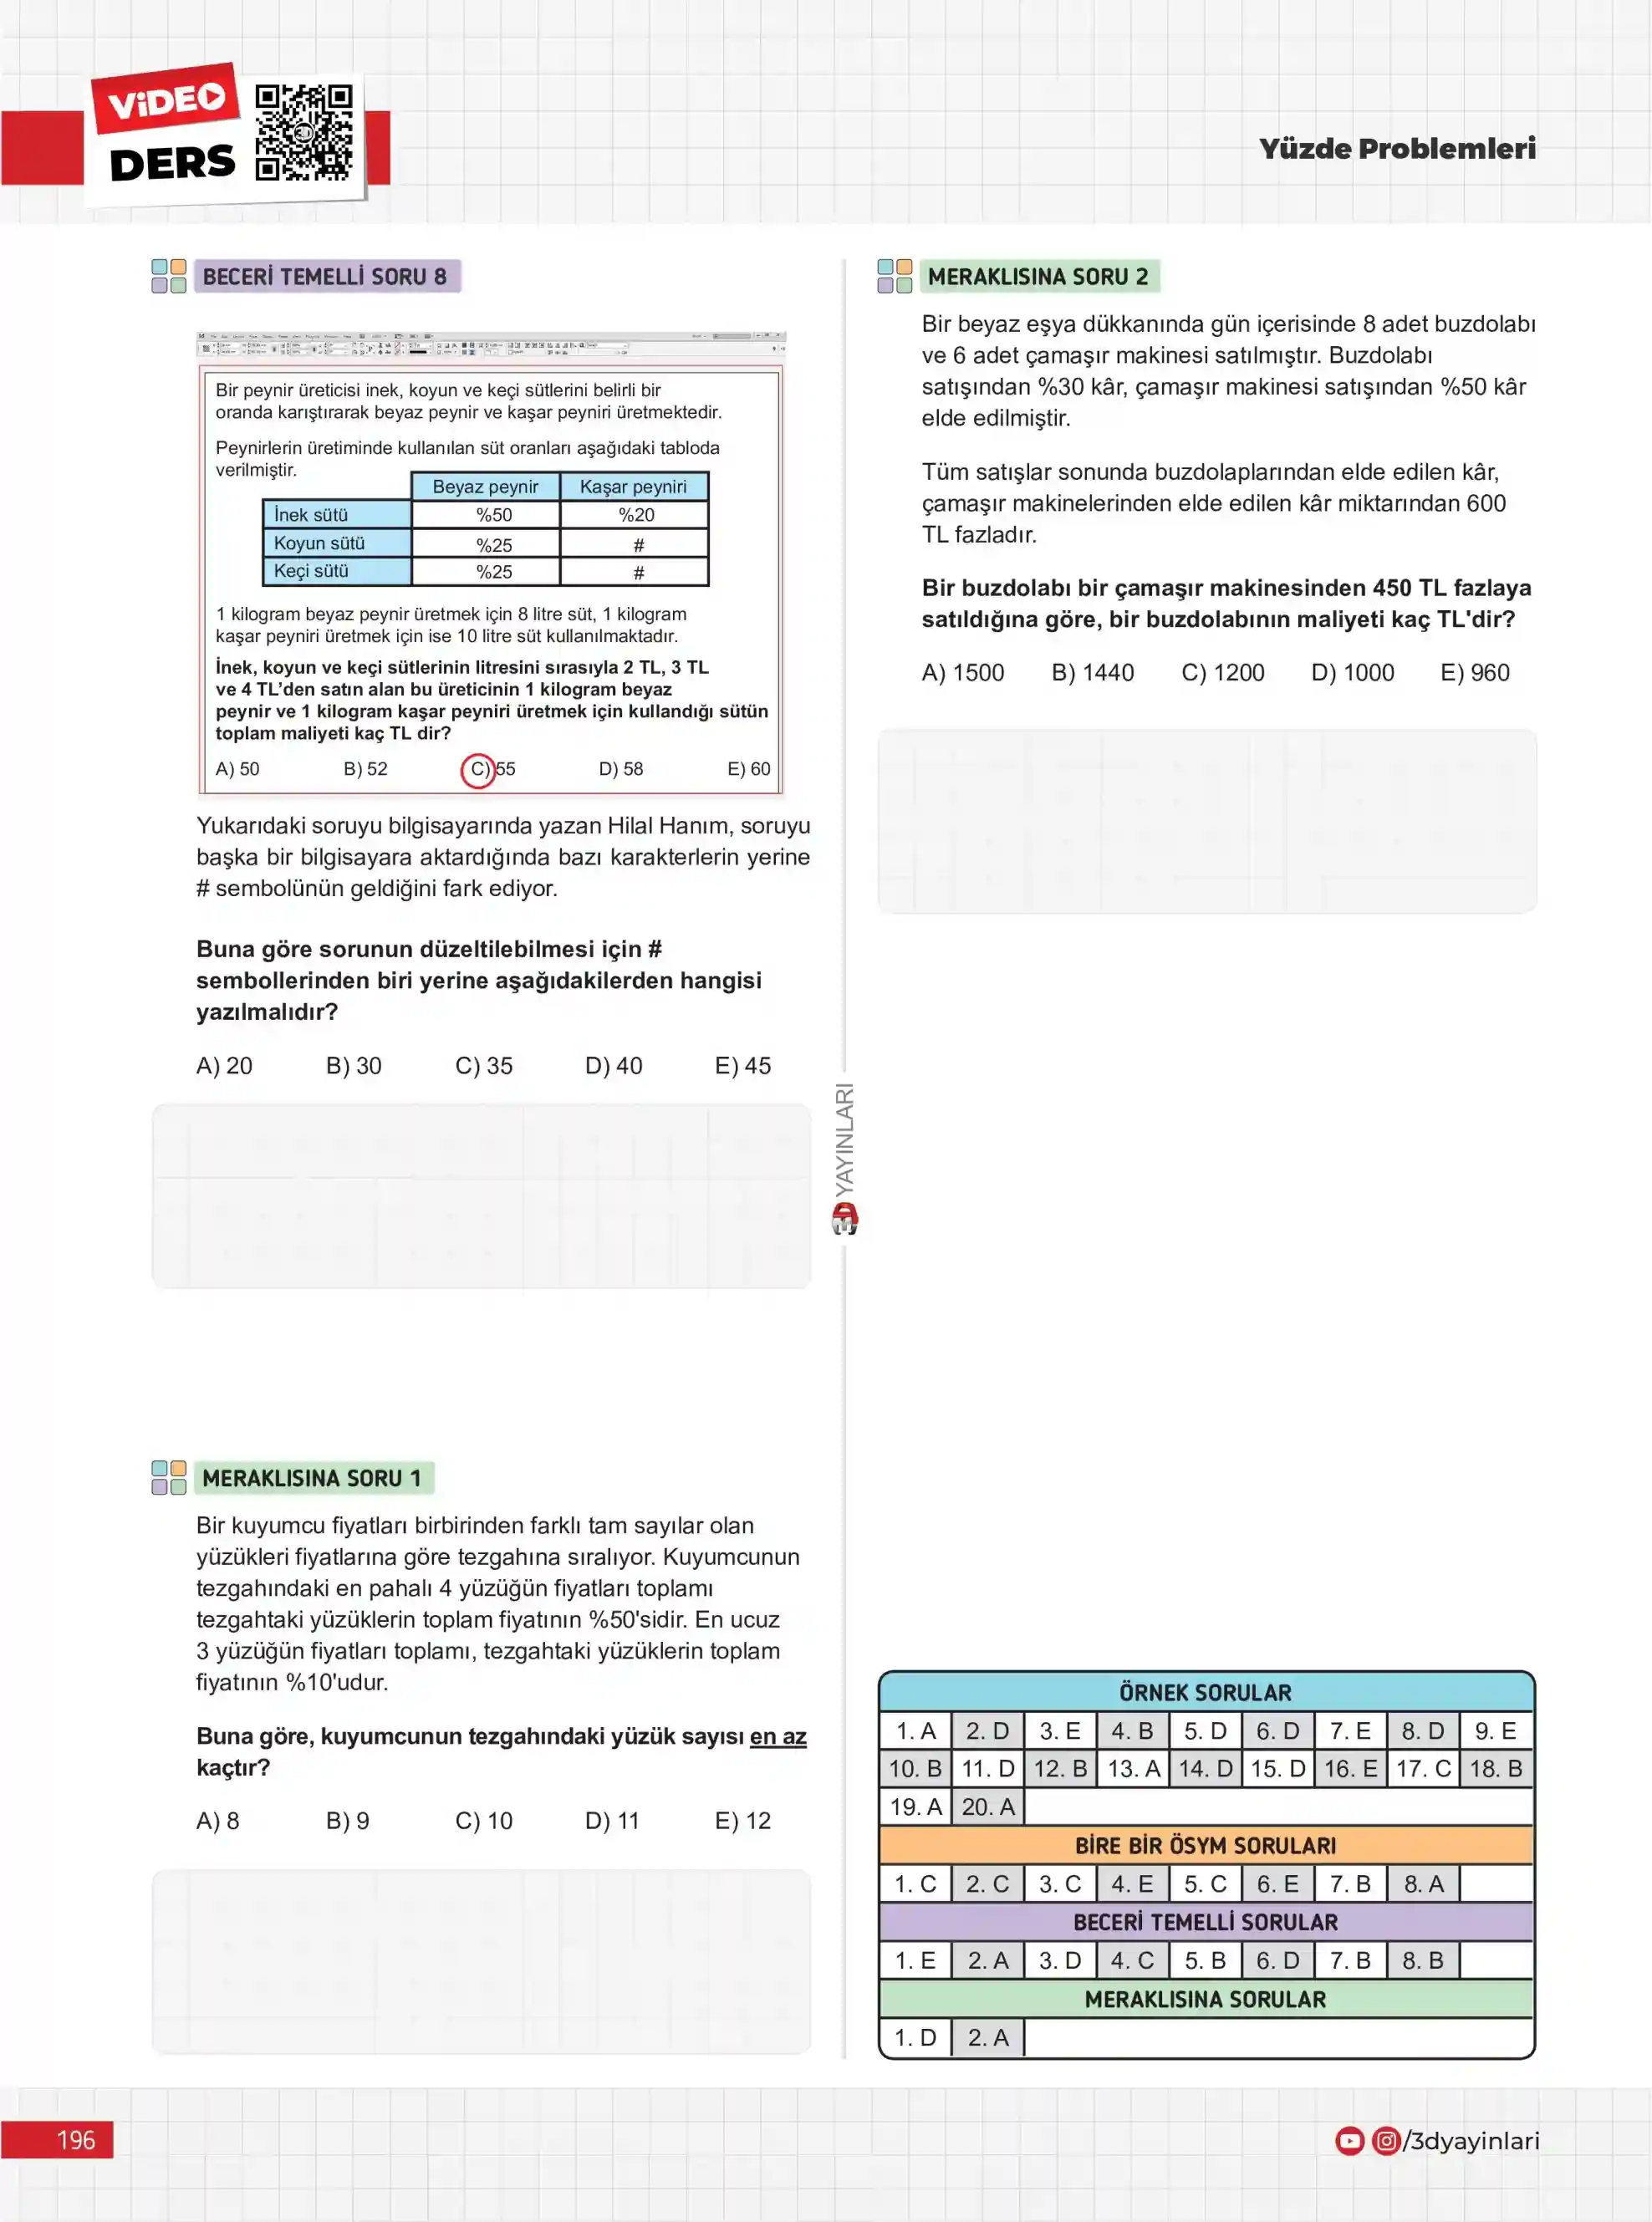 VİDEO
DERS
Yüzde Problemleri
BECERİ TEMELLİ SORU 8
Bir peynir üreticisi inek, koyun ve keçi sütlerini belirli bir
oranda karıştırarak beyaz peynir ve kaşar peyniri üretmektedir.
Peynirlerin üretiminde kullanılan süt oranları aşağıdaki tabloda
verilmiştir.
Beyaz peynir Kaşar peyniri
İnek sütü %50 %20
Koyun sütü %25 #
Keçi sütü %25 #
1 kilogram beyaz peynir üretmek için 8 litre süt, 1 kilogram
kaşar peyniri üretmek için ise 10 litre süt kullanılmaktadır.
İnek, koyun ve keçi sütlerinin litresini sırasıyla 2 TL, 3 TL
ve 4 TL'den satın alan bu üreticinin 1 kilogram beyaz
peynir ve 1 kilogram kaşar peyniri üretmek için kullandığı sütün
toplam maliyeti kaç TL dir?
A) 50 B) 52 C) 55 D) 58 E) 60
Yukarıdaki soruyu bilgisayarında yazan Hilal Hanım, soruyu
başka bir bilgisayara aktardığında bazı karakterlerin yerine
# sembolünün geldiğini fark ediyor.
Buna göre sorunun düzeltilebilmesi için #
sembollerinden biri yerine aşağıdakilerden hangisi
yazılmalıdır?
A) 20 B) 30 C) 35 D) 40 E) 45
MERAKLISINA SORU 1
Bir kuyumcu fiyatları birbirinden farklı tam sayılar olan
yüzükleri fiyatlarına göre tezgahına sıralıyor. Kuyumcunun
tezgahındaki en pahalı 4 yüzüğün fiyatları toplamı
tezgahtaki yüzüklerin toplam fiyatının %50'sidir. En ucuz
3 yüzüğün fiyatları toplamı, tezgahtaki yüzüklerin toplam
fiyatının %10'udur.
Buna göre, kuyumcunun tezgahındaki yüzük sayısı en az
kaçtır?
A) 8 B) 9 C) 10 D) 11 E) 12
YAYINLARI
MERAKLISINA SORU 2
Bir beyaz eşya dükkanında gün içerisinde 8 adet buzdolabı
ve 6 adet çamaşır makinesi satılmıştır. Buzdolabı
satışından %30 kâr, çamaşır makinesi satışından %50 kâr
elde edilmiştir.
Tüm satışlar sonunda buzdolaplarından elde edilen kâr,
çamaşır makinelerinden elde edilen kâr miktarından 600
TL fazladır.
Bir buzdolabı bir çamaşır makinesinden 450 TL fazlaya
satıldığına göre, bir buzdolabının maliyeti kaç TL'dir?
A) 1500 B) 1440 C) 1200 D) 1000 E) 960
ÖRNEK SORULAR
1. A 2. D 3. E 4. B 5. D 6. D 7. E 8. D 9. E
10. B 11. D 12. B 13. A 14. D 15. D 16. E 17. C 18. B
19. A 20. A
BİRE BİR ÖSYM SORULARI
1. C 2. C 3. C 4. E 5. C 6. E 7. B 8. A
BECERİ TEMELLİ SORULAR
1. E 2. A 3. D 4. C 5. B 6. D 7. B 8. B
MERAKLISINA SORULAR
1. D 2. A
196
/3dyayinlari